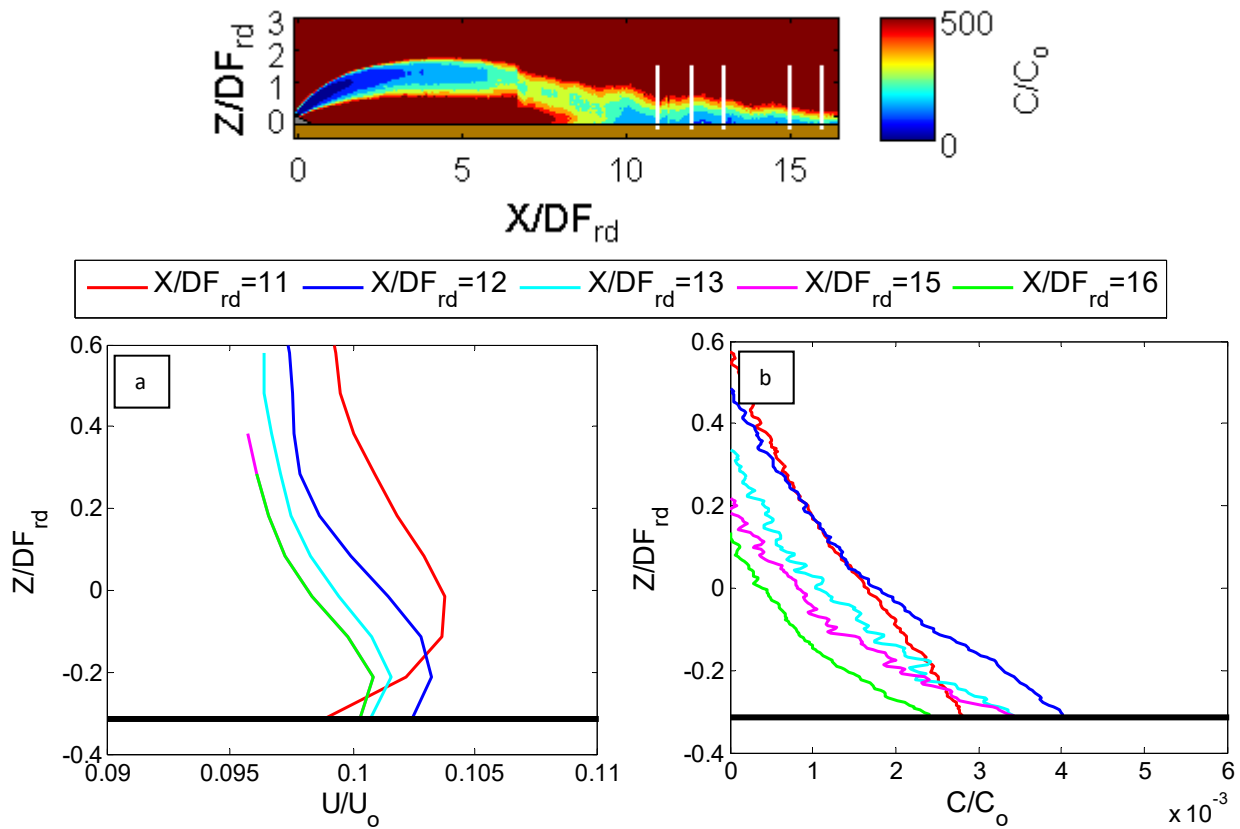 3
2
1
0
Z/DF_rd
0 5 10 15
X/DF_rd
500
0
C/C_o
X/DF_rd=11 X/DF_rd=12 X/DF_rd=13 X/DF_rd=15 X/DF_rd=16
a
0.6
0.4
0.2
0
-0.2
-0.4
Z/DF_rd
0.09 0.095 0.1 0.105 0.11
U/U_o
b
0.6
0.4
0.2
0
-0.2
-0.4
Z/DF_rd
0 1 2 3 4 5 6
C/C_o
x 10^-3